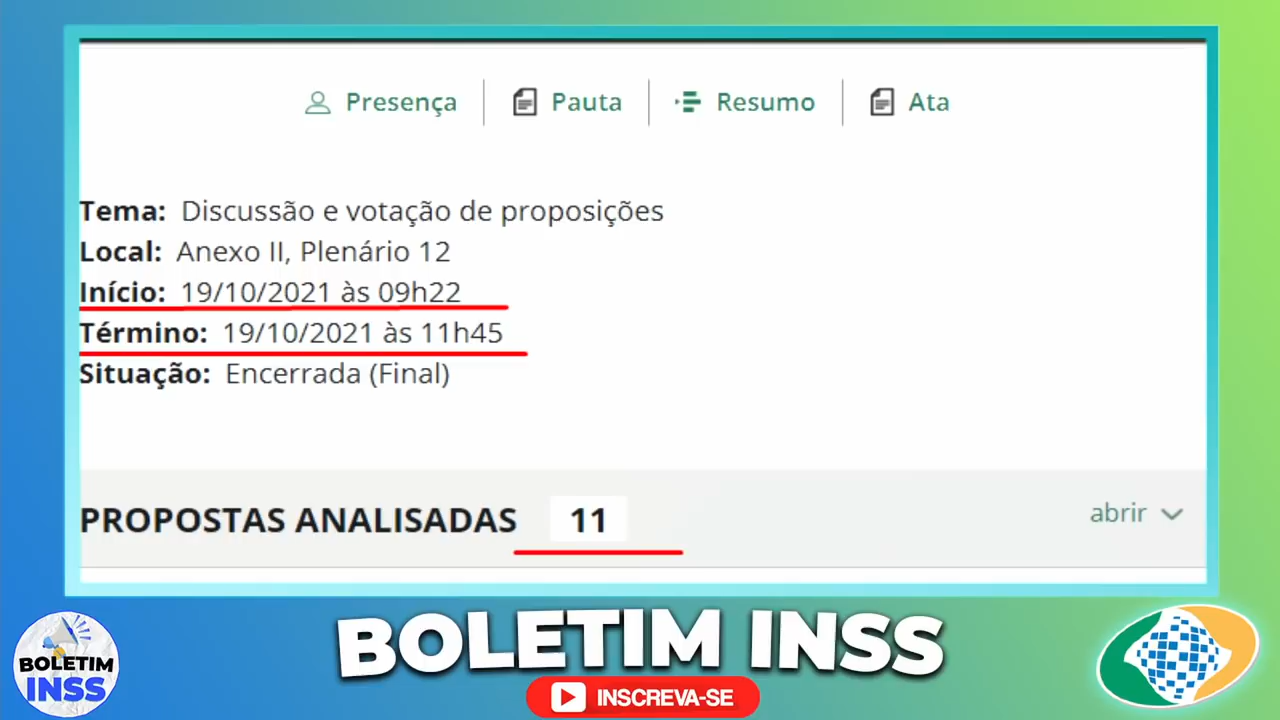 Presença Pauta Resumo Ata
Tema: Discussão e votação de proposições
Local: Anexo II, Plenário 12
Início: 19/10/2021 às 09h22
Término: 19/10/2021 às 11h45
Situação: Encerrada (Final)
PROPOSTAS ANALISADAS 11 abrir
BOLETIM INSS
INSCREVA-SE
BOLETIM
INSS